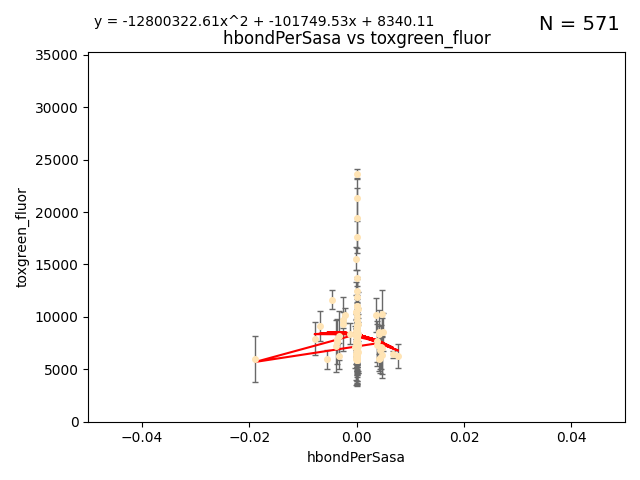 y = -12800322.61x^2 + -101749.53x + 8340.11
N = 571
hbondPerSasa vs toxgreen_fluor
35000
30000
25000
20000
15000
10000
5000
0
toxgreen_fluor
−0.04 −0.02 0.00 0.02 0.04
hbondPerSasa